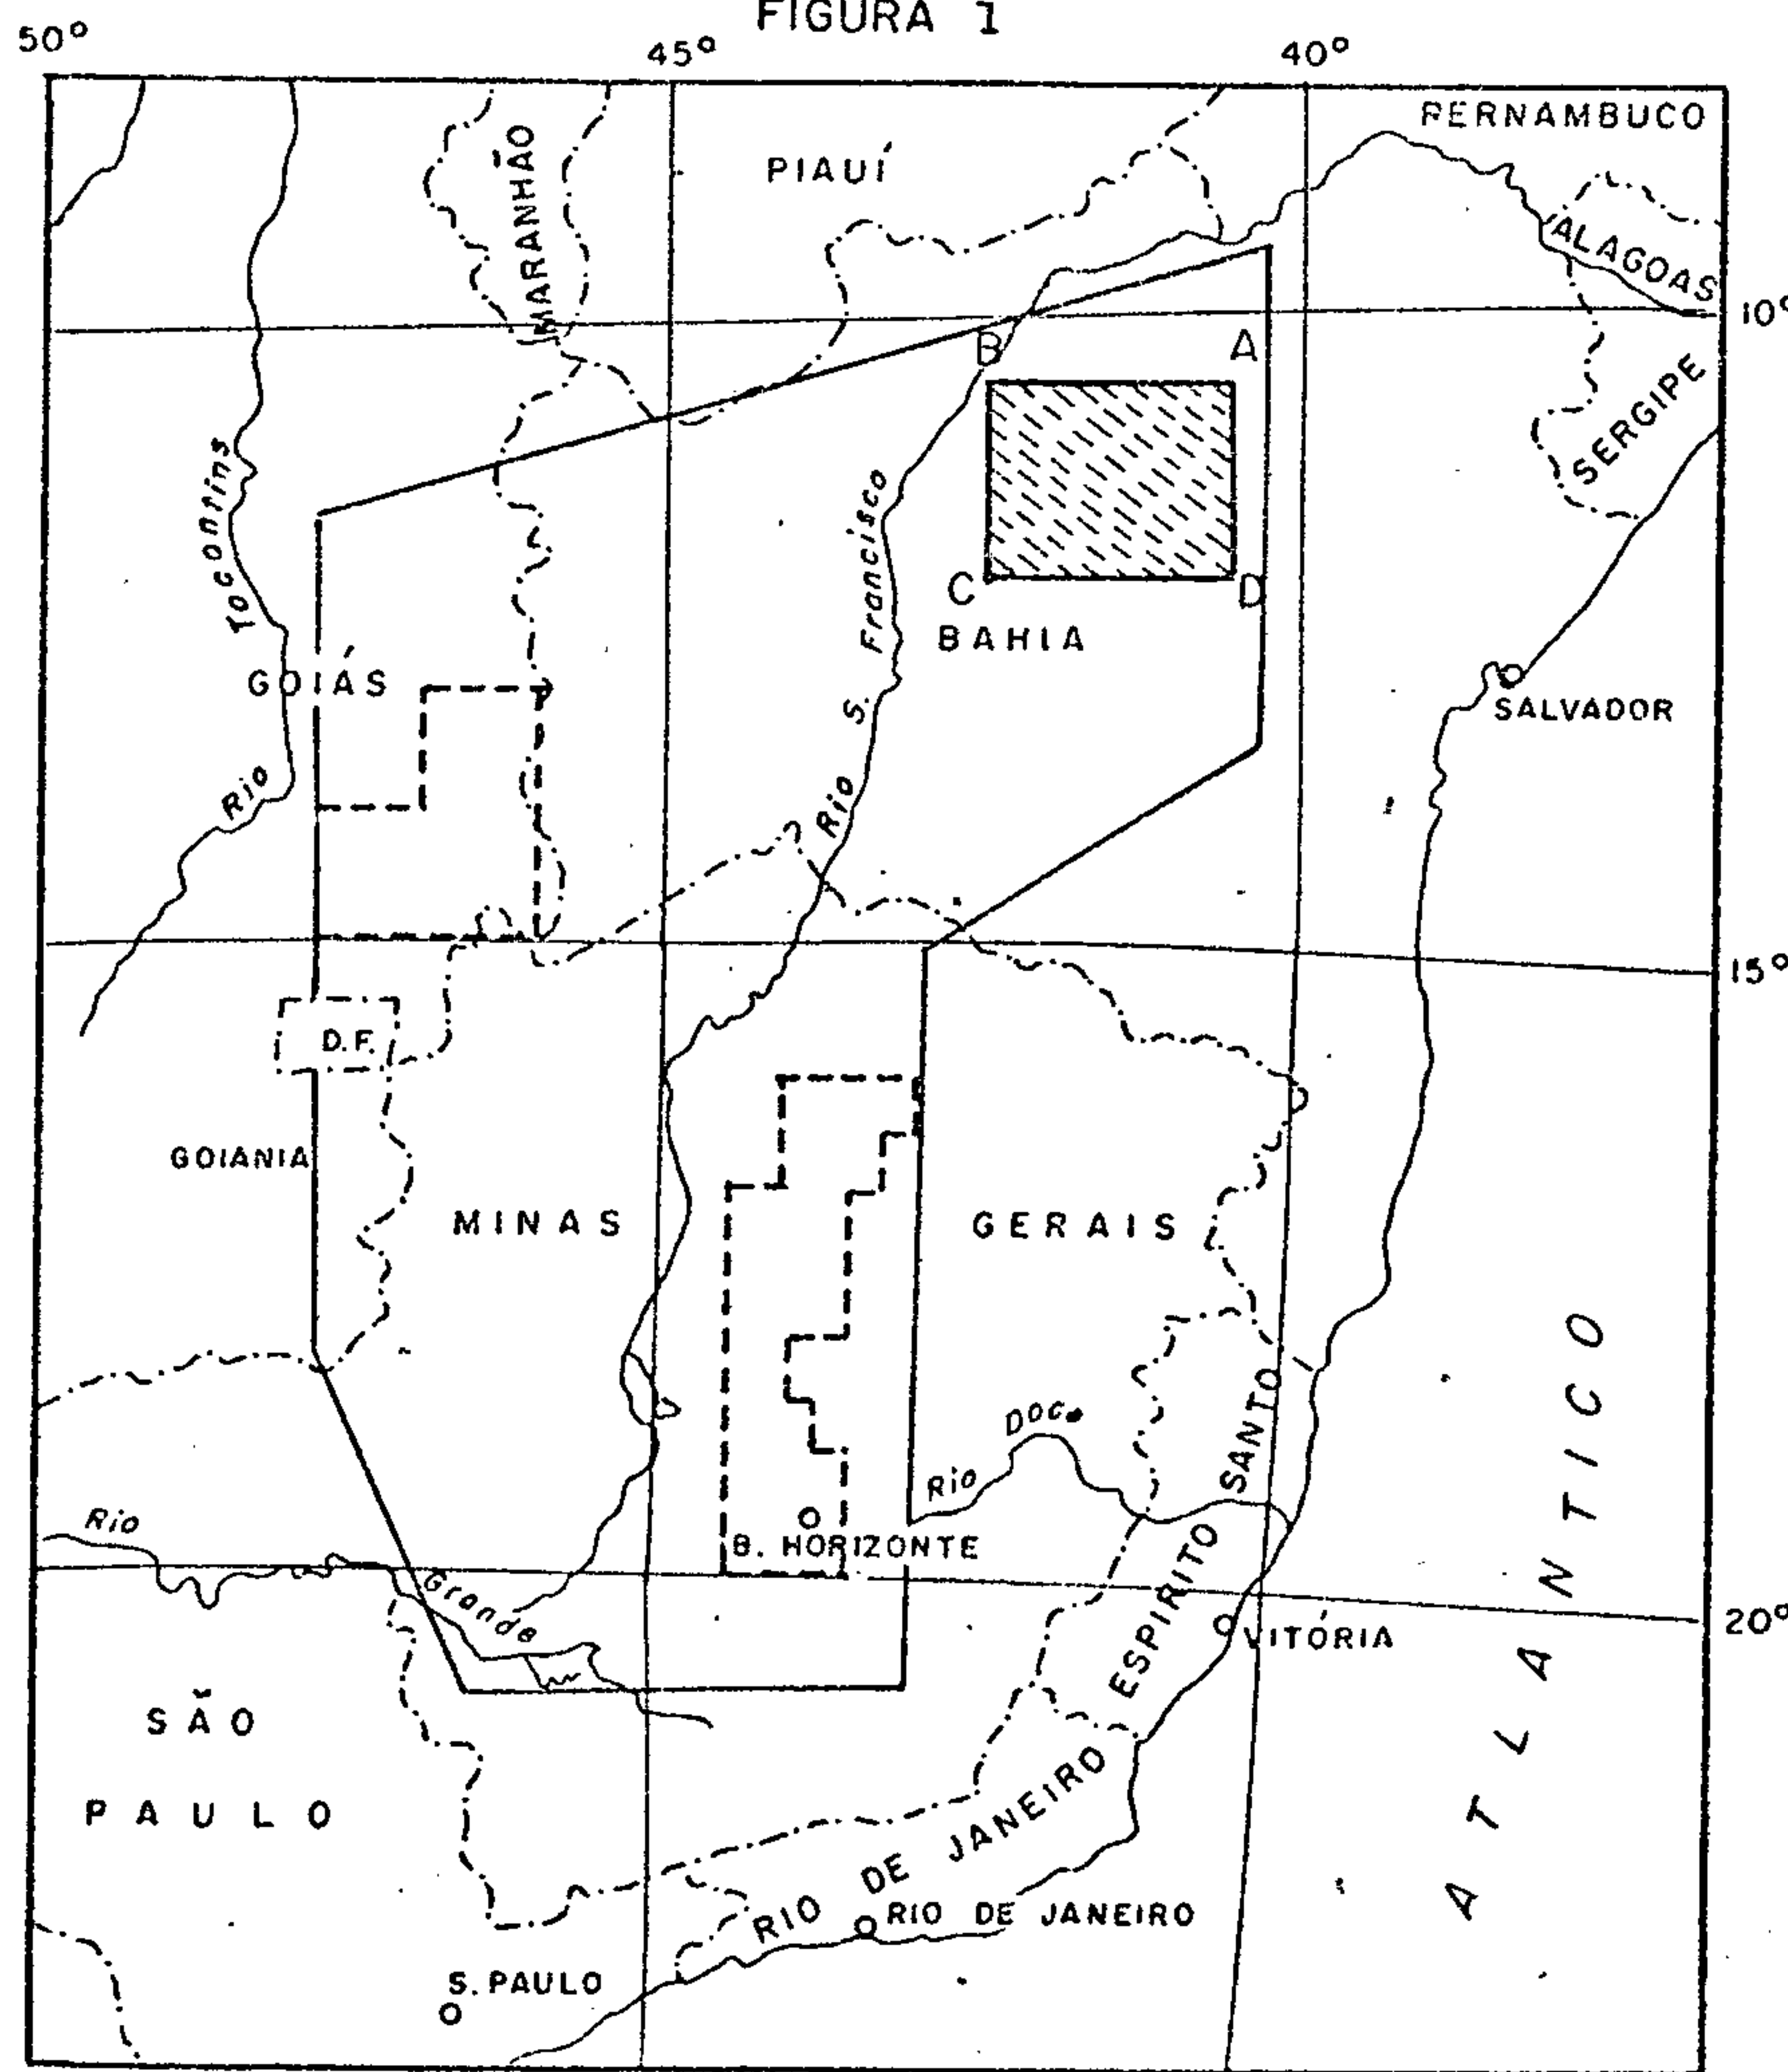 FIGURA 1
50°
45°
40°
PERNAMBUCO
MARANHÃO
PIAUÍ
ALAGOAS
10°
B
A
SERGIPE
Tocantins
Francisco
C
D
BAHIA
GOIÁS
S.
SALVADOR
Rio
Rio
15°
D.F.
GOIANIA
MINAS
GERAIS
Doce
SANTO
Rio
Rio
B. HORIZONTE
Grande
ESPIRITO
VITÓRIA
20°
ATLANTICO
SÃO
PAULO
RIO DE JANEIRO
RIO DE JANEIRO
S. PAULO